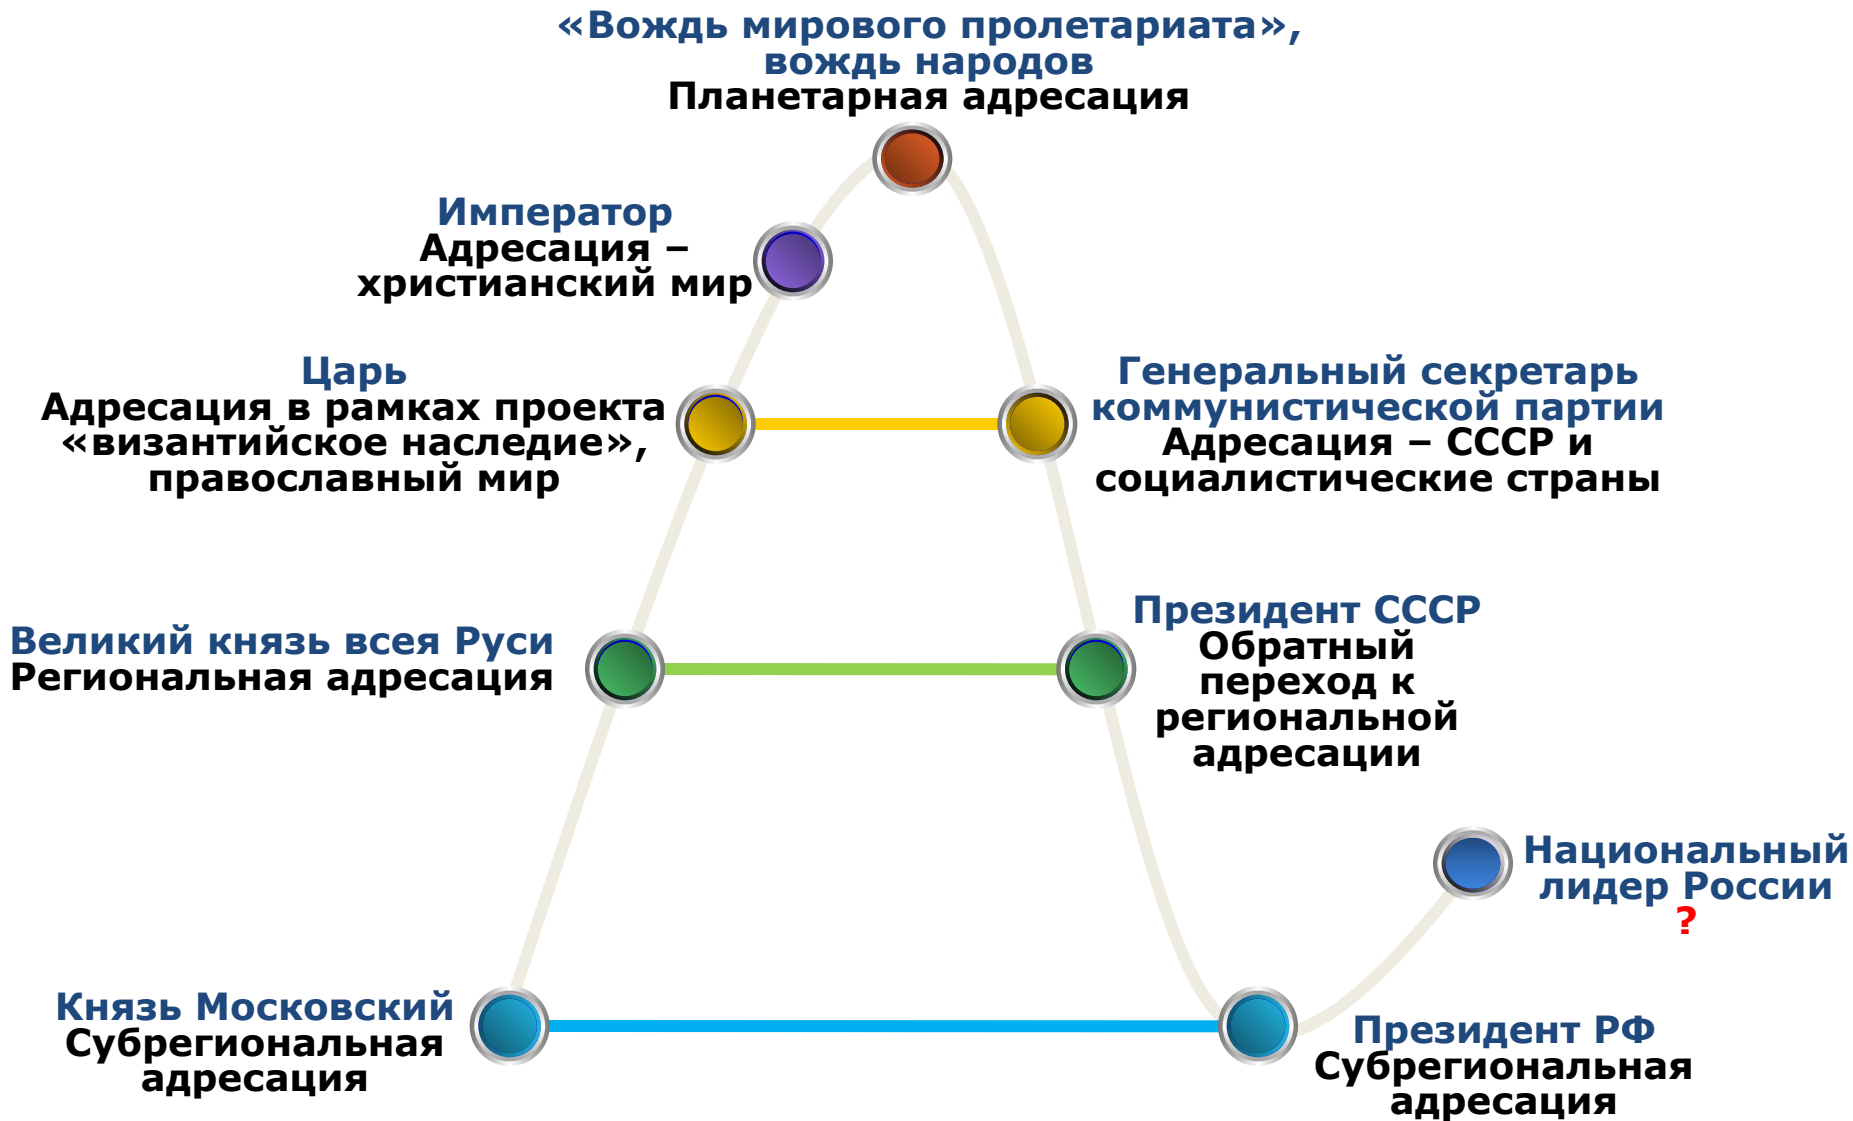 «Вождь мирового пролетариата»,
вождь народов
Планетарная адресация
Император
Адресация –
христианский мир
Царь
Адресация в рамках проекта
«византийское наследие»,
православный мир
Генеральный секретарь
коммунистической партии
Адресация – СССР и
социалистические страны
Великий князь всея Руси
Региональная адресация
Президент СССР
Обратный
переход к
региональной
адресации
Национальный
лидер России
?
Князь Московский
Субрегиональная
адресация
Президент РФ
Субрегиональная
адресация